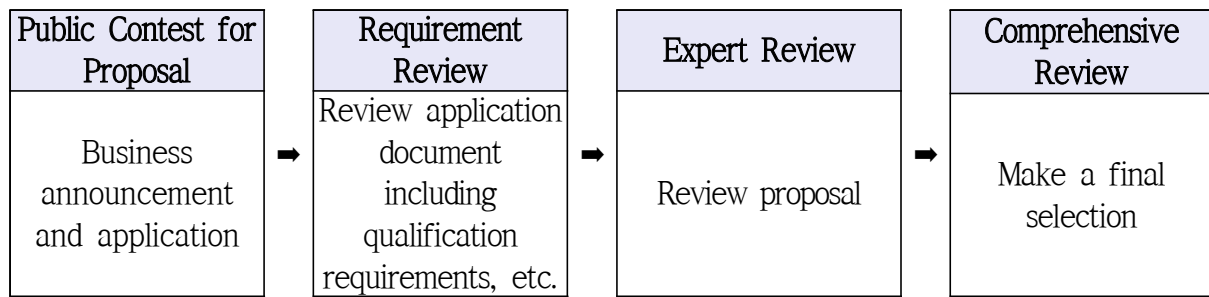 Public Contest for
Proposal
Business
announcement
and application
➡
Requirement
Review
Review application
document
including
qualification
requirements, etc.
➡
Expert Review
Review proposal
➡
Comprehensive
Review
Make a final
selection